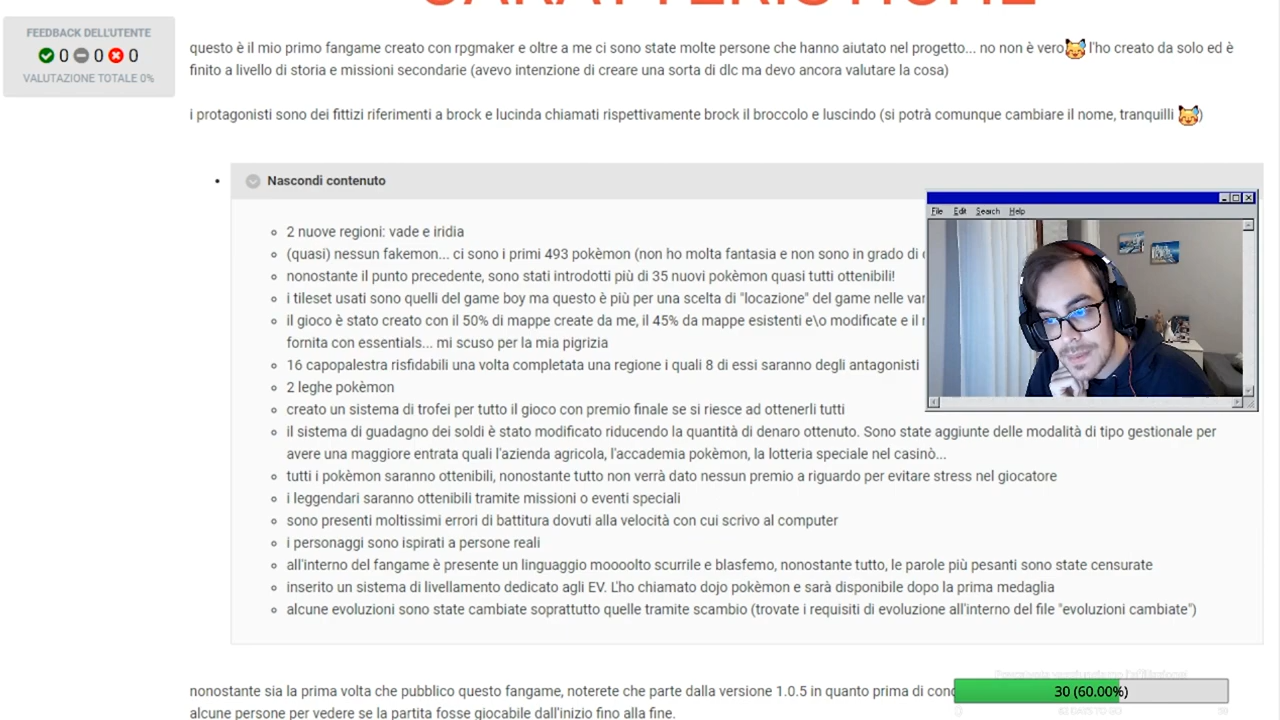 CARATTERISTICHE
FEEDBACK DELL'UTENTE
0 0 0
VALUTAZIONE TOTALE 0%
questo è il mio primo fangame creato con rpgmaker e oltre a me ci sono state molte persone che hanno aiutato nel progetto... no non è vero l'ho creato da solo ed è
finito a livello di storia e missioni secondarie (avevo intenzione di creare una sorta di dlc ma devo ancora valutare la cosa)
i protagonisti sono dei fittizi riferimenti a brock e lucinda chiamati rispettivamente brock il broccolo e luscindo (si potrà comunque cambiare il nome, tranquilli )
Nascondi contenuto
2 nuove regioni: vade e iridia
(quasi) nessun fakemon... ci sono i primi 493 pokèmon (non ho molta fantasia e non sono in grado di
nonostante il punto precedente, sono stati introdotti più di 35 nuovi pokèmon quasi tutti ottenibili!
i tileset usati sono quelli del game boy ma questo è più per una scelta di "locazione" del game nelle
il gioco è stato creato con il 50% di mappe create da me, il 45% da mappe esistenti e\o modificate e il
fornita con essentials... mi scuso per la mia pigrizia
16 capopalestra risfidabili una volta completata una regione i quali 8 di essi saranno degli antagonisti
2 leghe pokèmon
creato un sistema di trofei per tutto il gioco con premio finale se si riesce ad ottenerli tutti
il sistema di guadagno dei soldi è stato modificato riducendo la quantità di denaro ottenuto. Sono state aggiunte delle modalità di tipo gestionale per
avere una maggiore entrata quali l'azienda agricola, l'accademia pokèmon, la lotteria speciale nel casinò...
tutti i pokèmon saranno ottenibili, nonostante tutto non verrà dato nessun premio a riguardo per evitare stress nel giocatore
i leggendari saranno ottenibili tramite missioni o eventi speciali
sono presenti moltissimi errori di battitura dovuti alla velocità con cui scrivo al computer
i personaggi sono ispirati a persone reali
all'interno del fangame è presente un linguaggio moooolto scurrile e blasfemo, nonostante tutto, le parole più pesanti sono state censurate
inserito un sistema di livellamento dedicato agli EV. L'ho chiamato dojo pokèmon e sarà disponibile dopo la prima medaglia
alcune evoluzioni sono state cambiate soprattutto quelle tramite scambio (trovate i requisiti di evoluzione all'interno del file "evoluzioni cambiate")
File Edit Search Help
nonostante sia la prima volta che pubblico questo fangame, noterete che parte dalla versione 1.0.5 in quanto prima di
alcune persone per vedere se la partita fosse giocabile dall'inizio fino alla fine.
30 (60.00%)